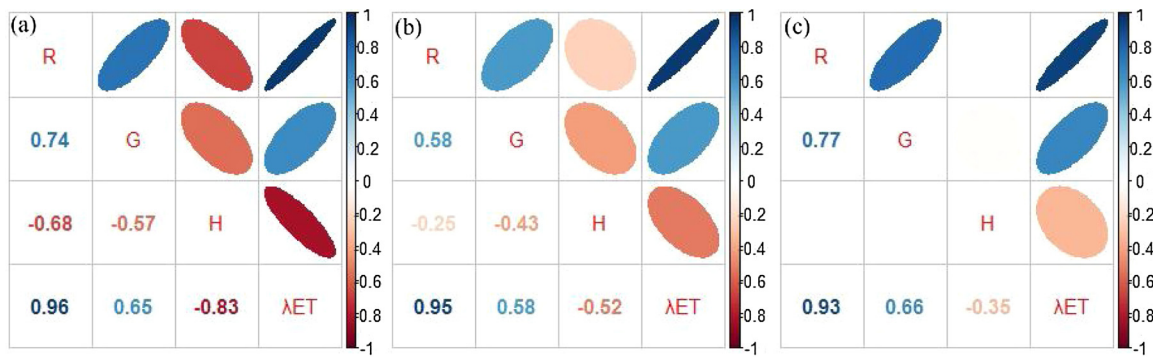 (a)
R
0.74 G
-0.68 -0.57 H
0.96 0.65 -0.83 λET
1
0.8
0.6
0.4
0.2
0
-0.2
-0.4
-0.6
-0.8
-1
(b)
R
0.58 G
-0.25 -0.43 H
0.95 0.58 -0.52 λET
1
0.8
0.6
0.4
0.2
0
-0.2
-0.4
-0.6
-0.8
-1
(c)
R
0.77 G
H
0.93 0.66 -0.35 λET
1
0.8
0.6
0.4
0.2
0
-0.2
-0.4
-0.6
-0.8
-1